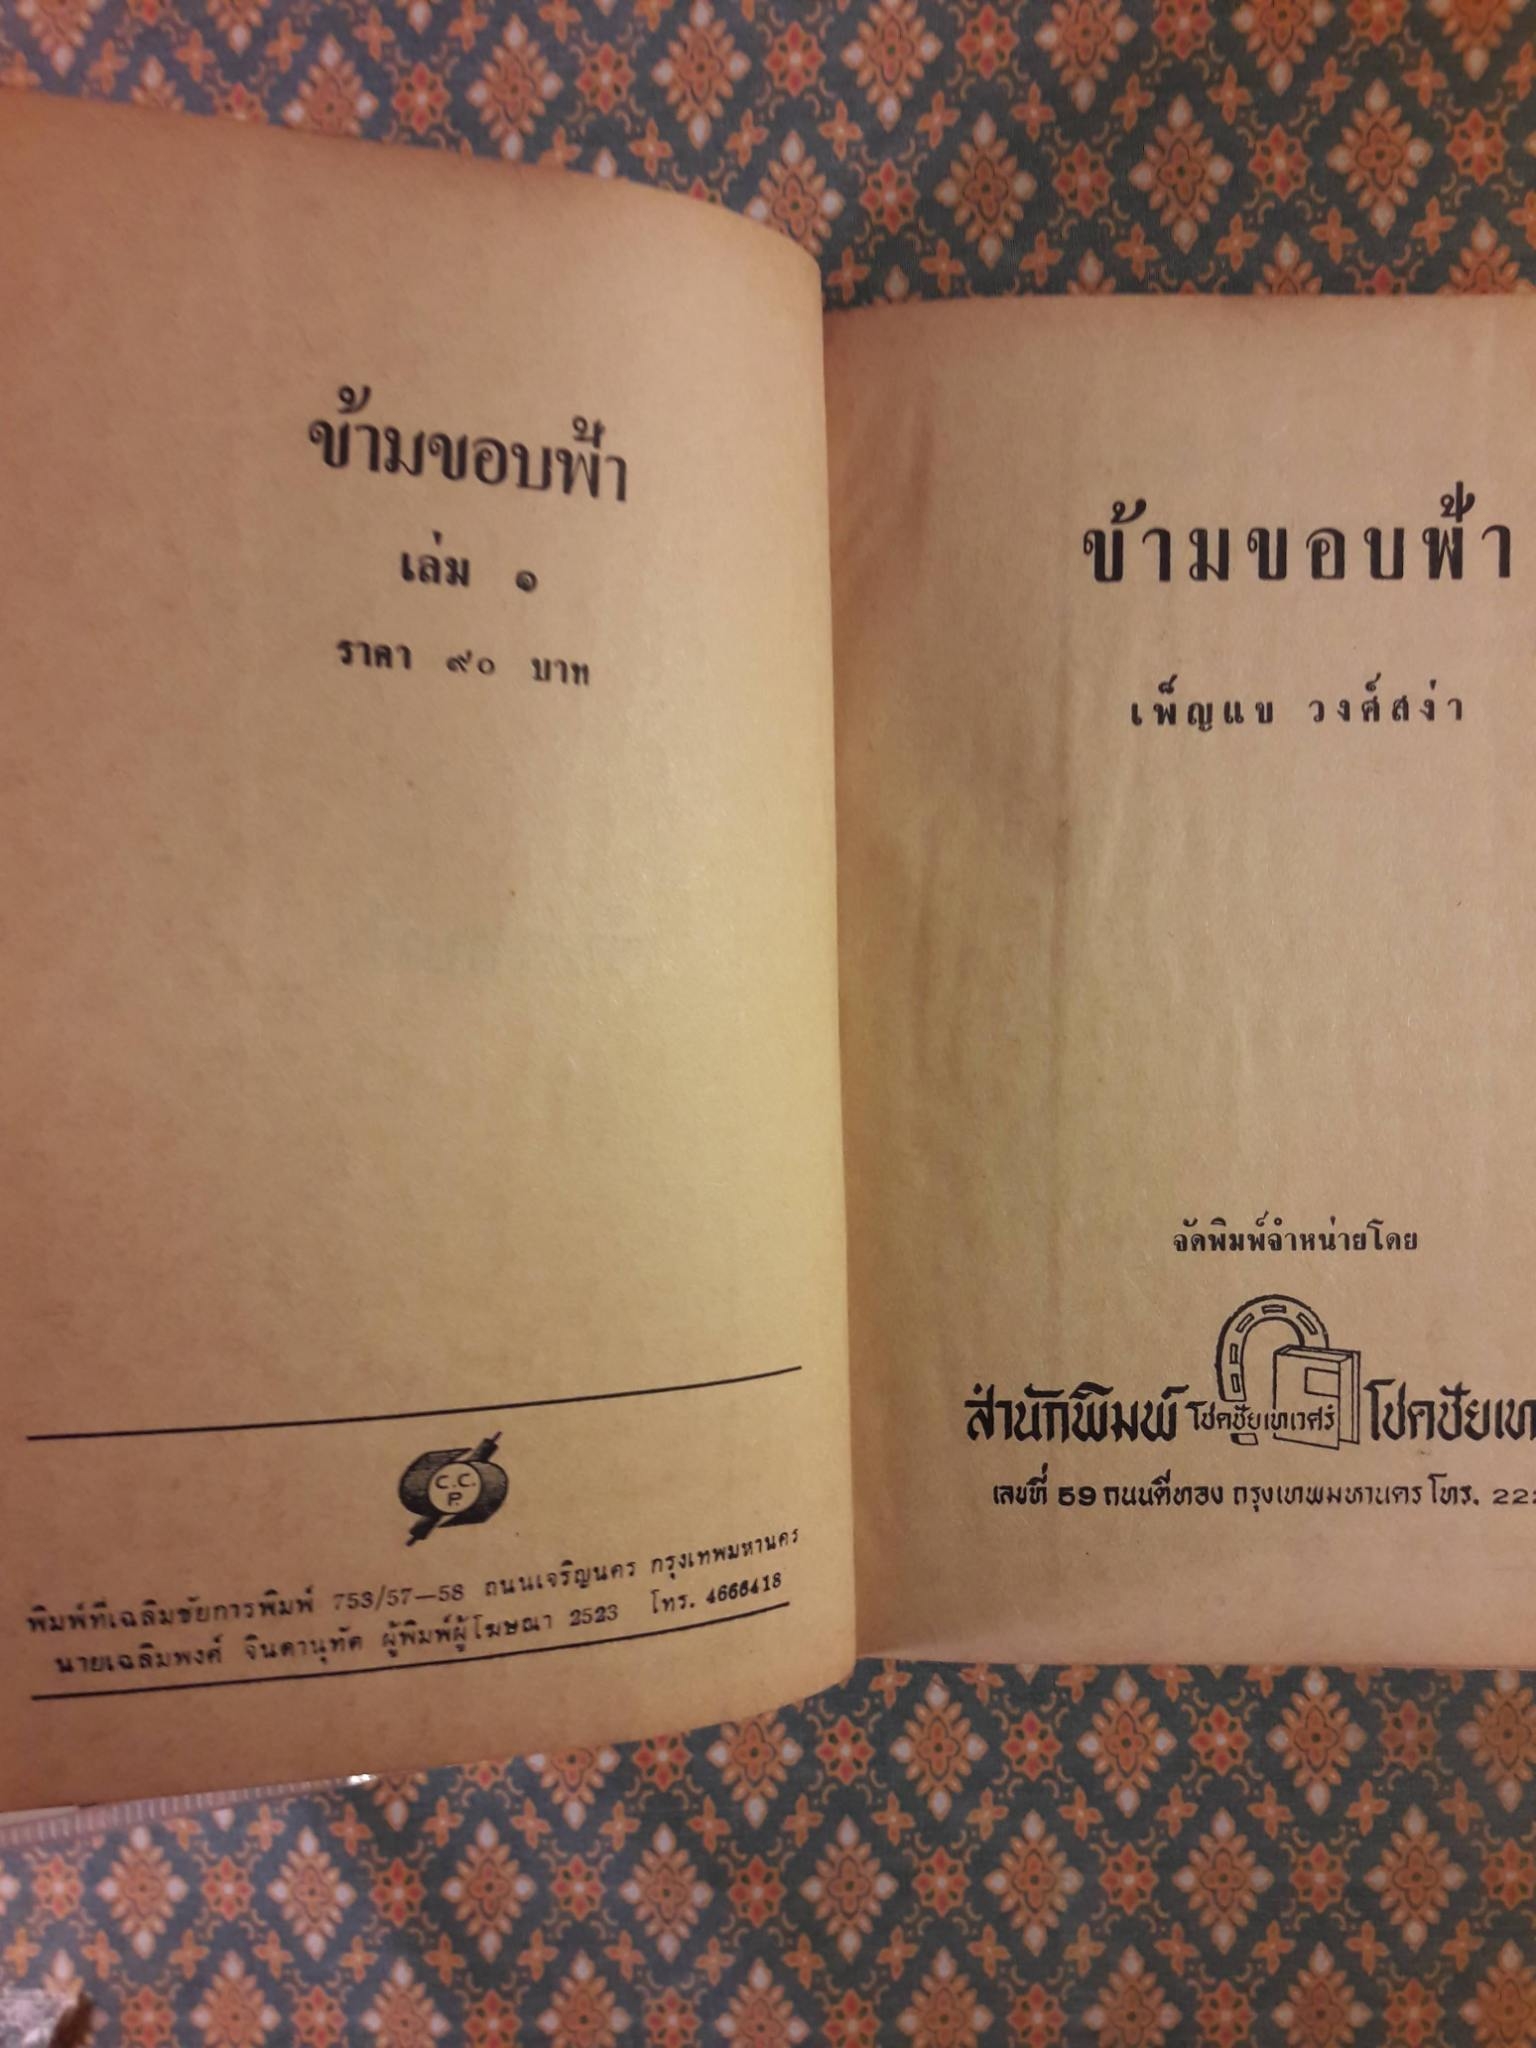 ข้ามขอบฟ้า
เล่ม ๑
ราคา ๙๐ บาท
C.C.
P.
พิมพ์ที่เฉลิมชัยการพิมพ์ 753/57–58 ถนนเจริญนคร กรุงเทพมหานคร
นายเฉลิมพงศ์ จินดานุทัศ ผู้พิมพ์ผู้โฆษณา 2523 โทร. 4666418
ข้ามขอบฟ้า
เพ็ญแข วงศ์สง่า
จัดพิมพ์จำหน่ายโดย
สำนักพิมพ์ โชคชัยเทเวศร์ โชคชัยเท
เลขที่ 59 ถนนตีทอง กรุงเทพมหานคร โทร. 222